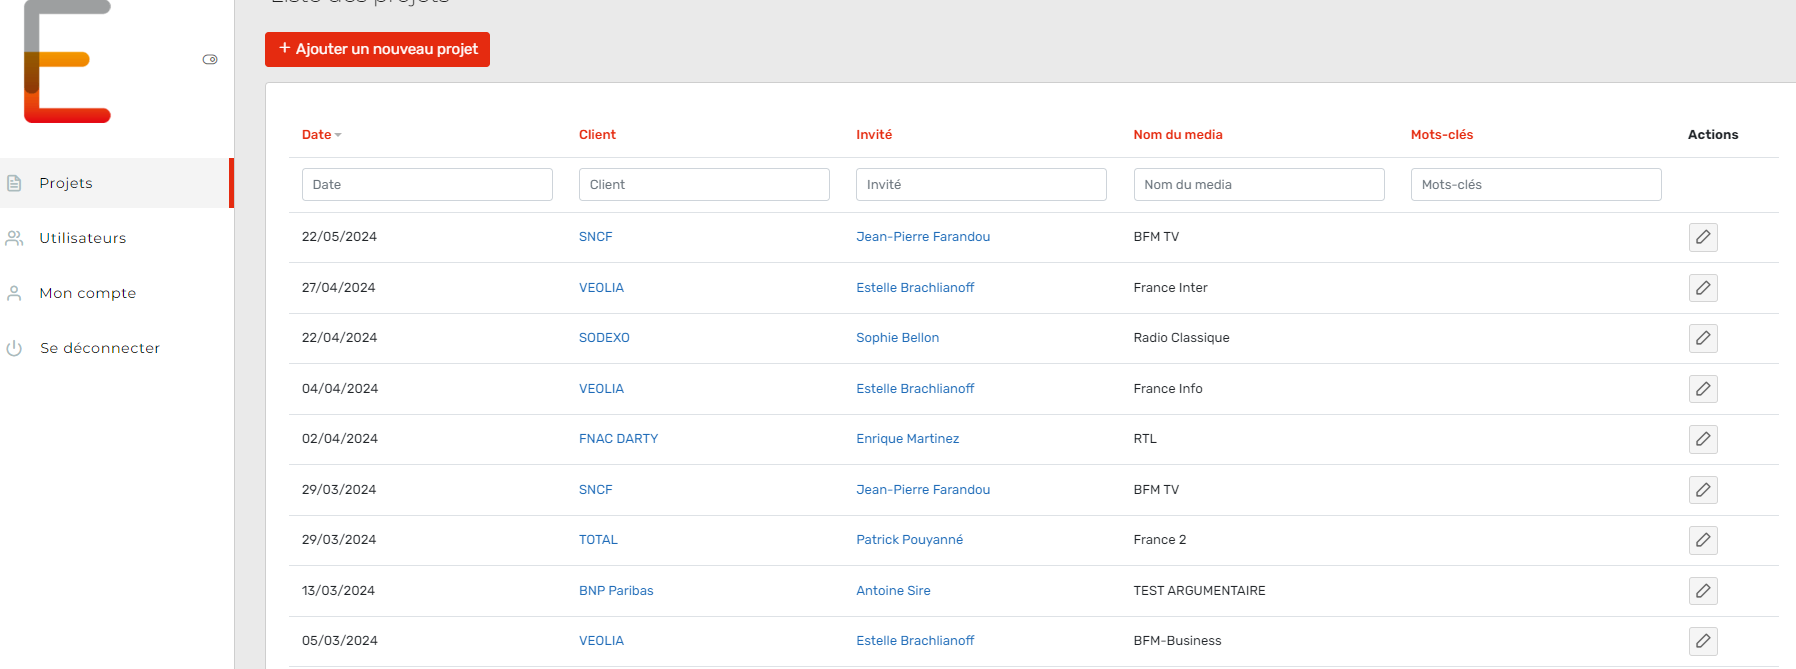 Liste des projets
+ Ajouter un nouveau projet
Projets
Utilisateurs
Mon compte
Se déconnecter
Date Client Invité Nom du media Mots-clés Actions
Date Client Invité Nom du media Mots-clés
22/05/2024 SNCF Jean-Pierre Farandou BFM TV
27/04/2024 VEOLIA Estelle Brachlianoff France Inter
22/04/2024 SODEXO Sophie Bellon Radio Classique
04/04/2024 VEOLIA Estelle Brachlianoff France Info
02/04/2024 FNAC DARTY Enrique Martinez RTL
29/03/2024 SNCF Jean-Pierre Farandou BFM TV
29/03/2024 TOTAL Patrick Pouyanné France 2
13/03/2024 BNP Paribas Antoine Sire TEST ARGUMENTAIRE
05/03/2024 VEOLIA Estelle Brachlianoff BFM-Business